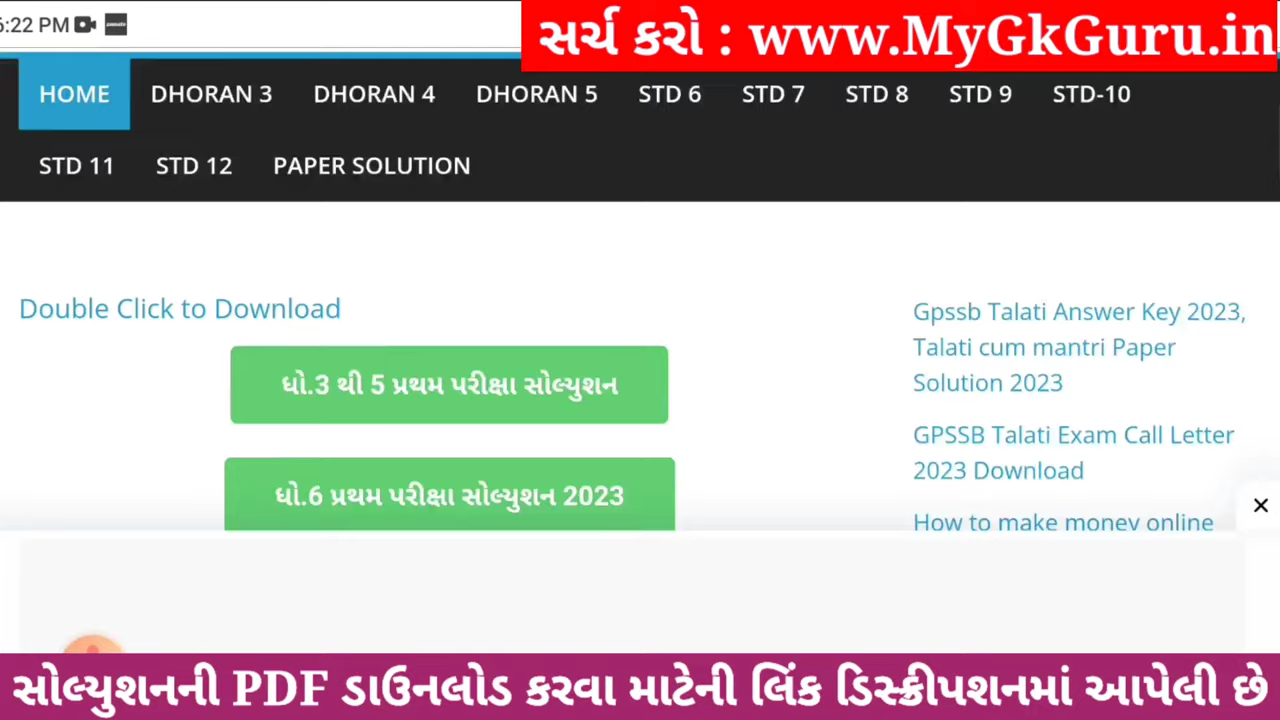 6:22 PM
સર્ચ કરો : www.MyGkGuru.in
HOME DHORAN 3 DHORAN 4 DHORAN 5 STD 6 STD 7 STD 8 STD 9 STD-10
STD 11 STD 12 PAPER SOLUTION
Double Click to Download
ધો.3 થી 5 પ્રથમ પરીક્ષા સોલ્યુશન
ધો.6 પ્રથમ પરીક્ષા સોલ્યુશન 2023
Gpssb Talati Answer Key 2023,
Talati cum mantri Paper
Solution 2023
GPSSB Talati Exam Call Letter
2023 Download
How to make money online
સોલ્યુશનની PDF ડાઉનલોડ કરવા માટેની લિંક ડિસ્ક્રીપશનમાં આપેલી છે